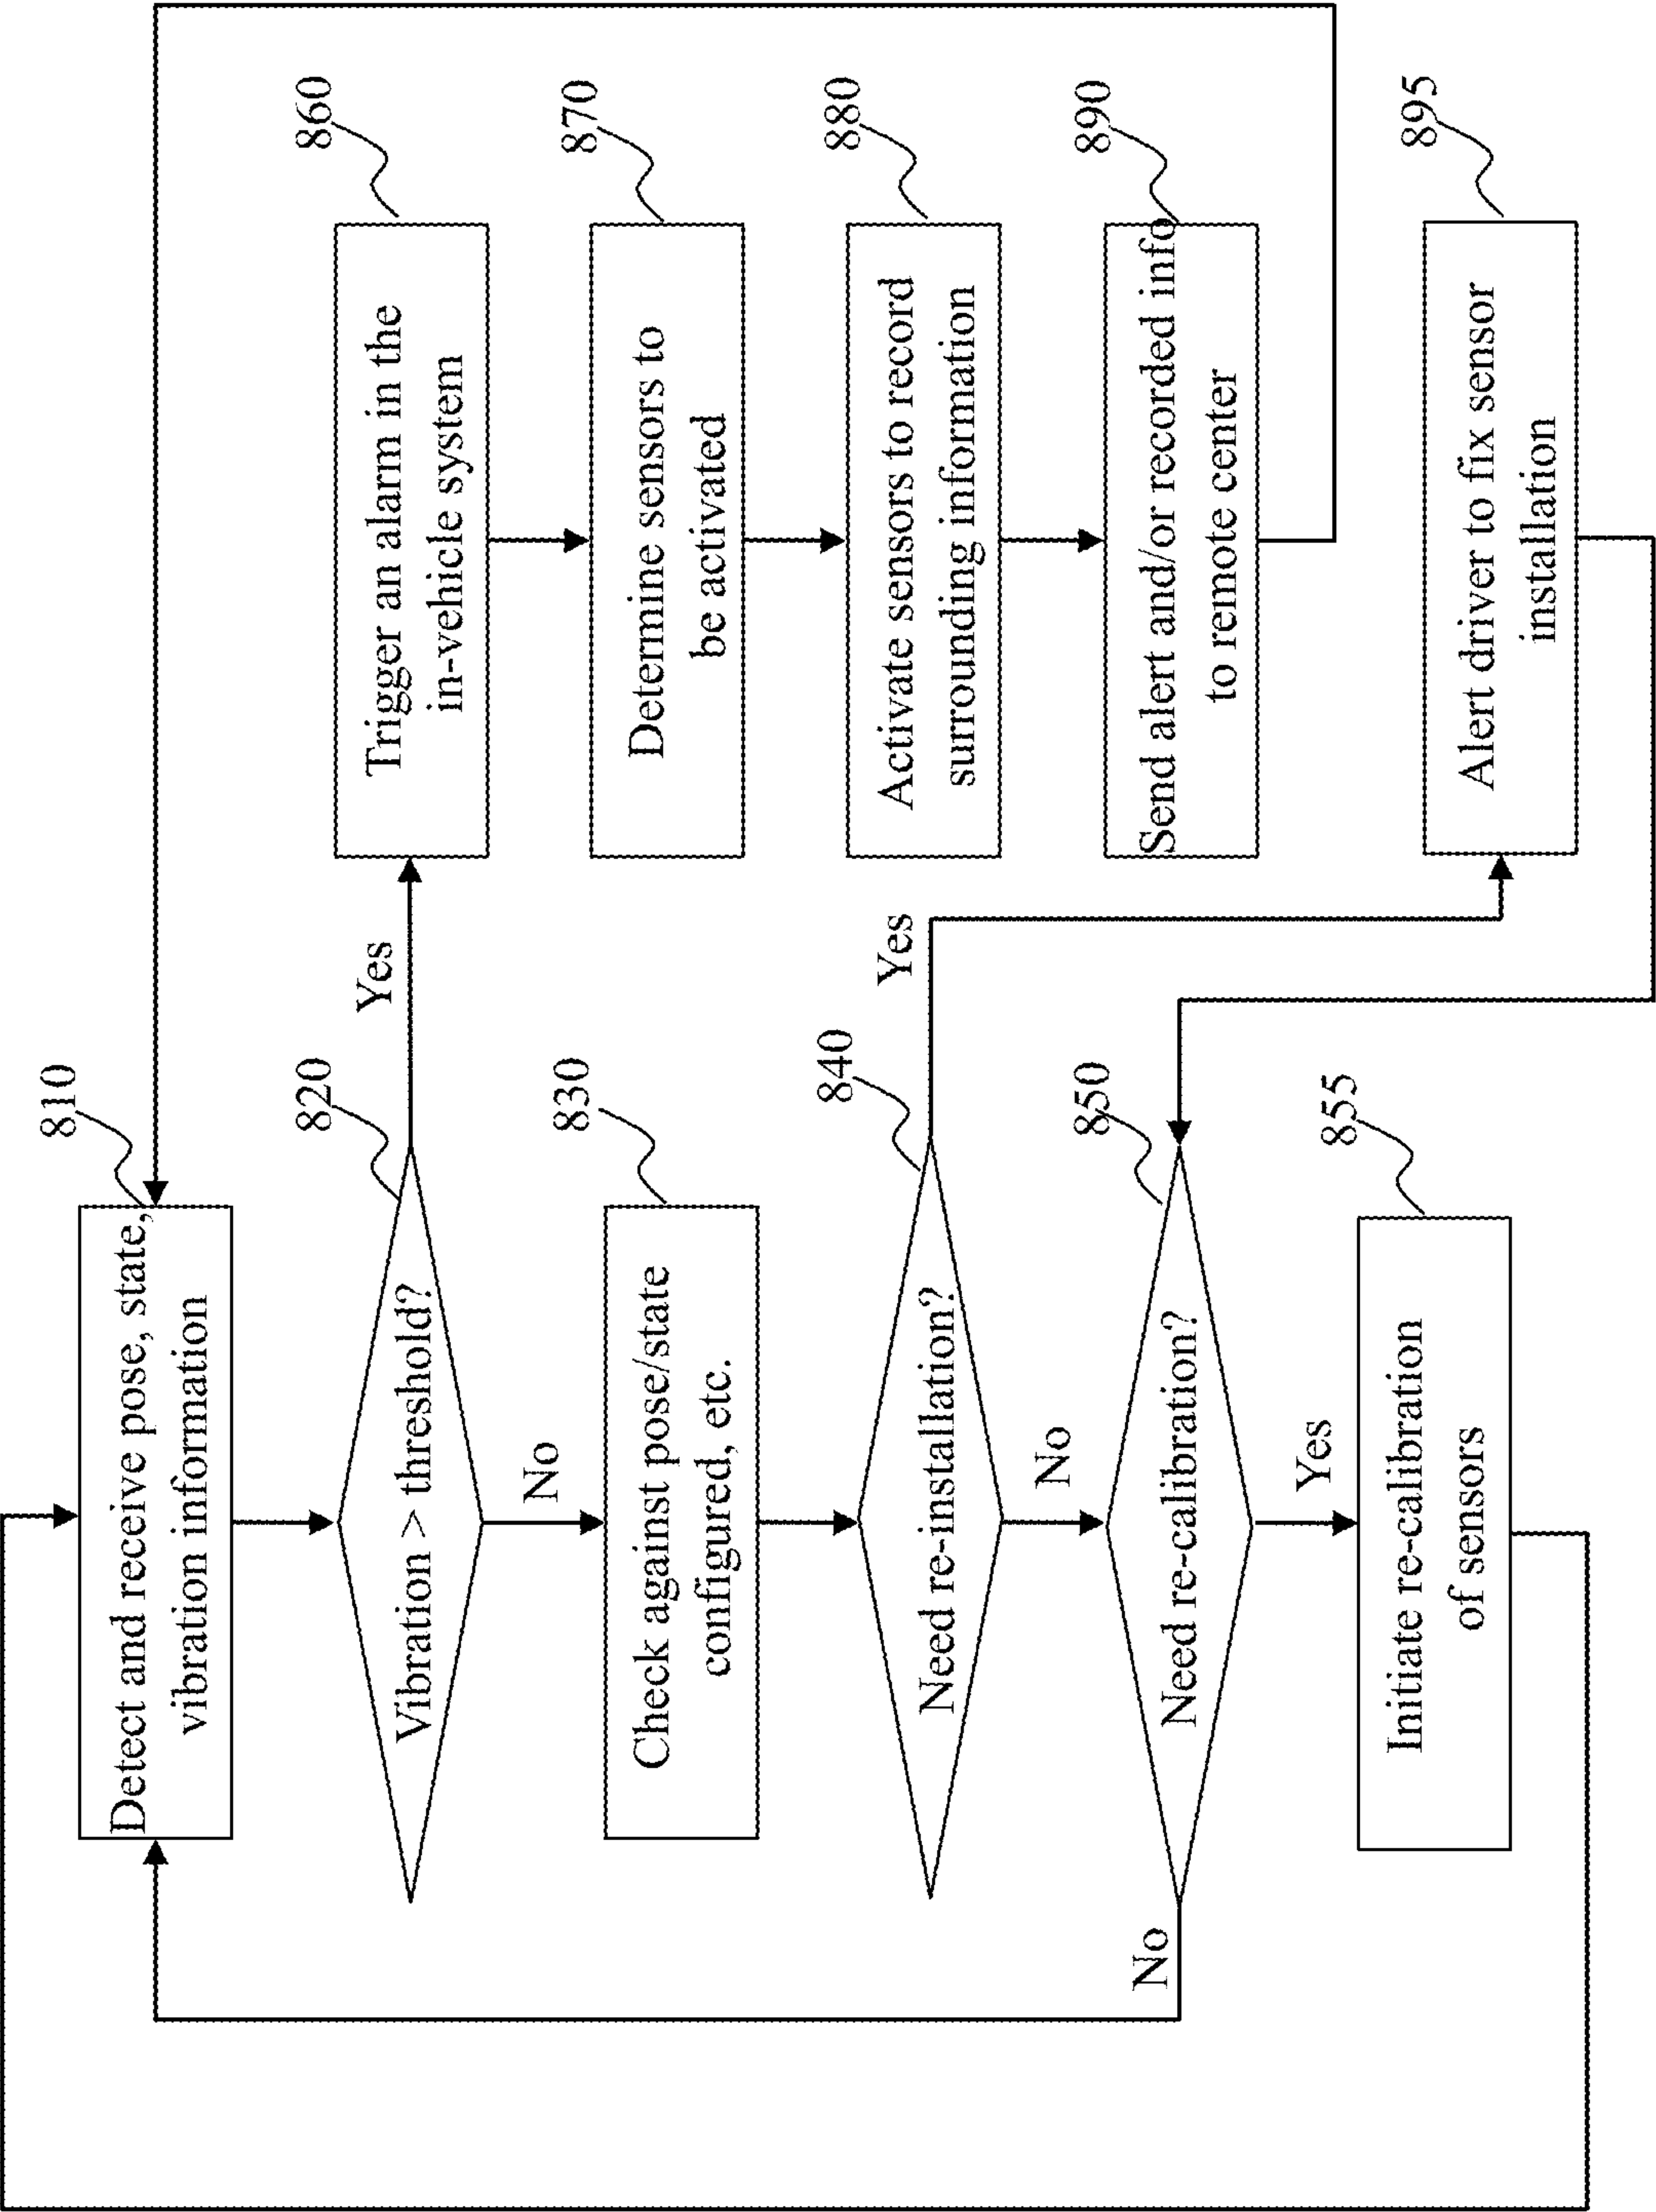 810
Detect and receive pose, state,
vibration information
820
Vibration > threshold?
Yes
No
830
Check against pose/state
configured, etc.
840
Need re-installation?
Yes
No
850
Need re-calibration?
No
Yes
855
Initiate re-calibration
of sensors
860
Trigger an alarm in the
in-vehicle system
870
Determine sensors to
be activated
880
Activate sensors to record
surrounding information
890
Send alert and/or recorded info
to remote center
895
Alert driver to fix sensor
installation